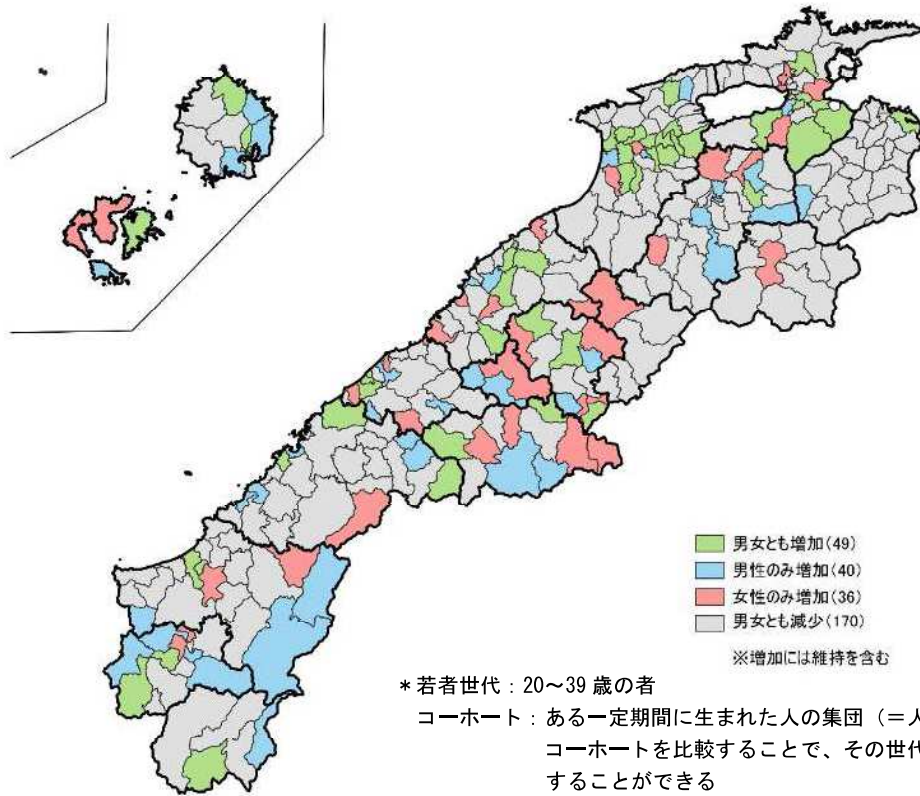 男女とも増加(49)
男性のみ増加(40)
女性のみ増加(36)
男女とも減少(170)
※増加には維持を含む
*若者世代：20～39 歳の者
コーホート：ある一定期間に生まれた人の集団（＝人
コーホートを比較することで、その世代
することができる